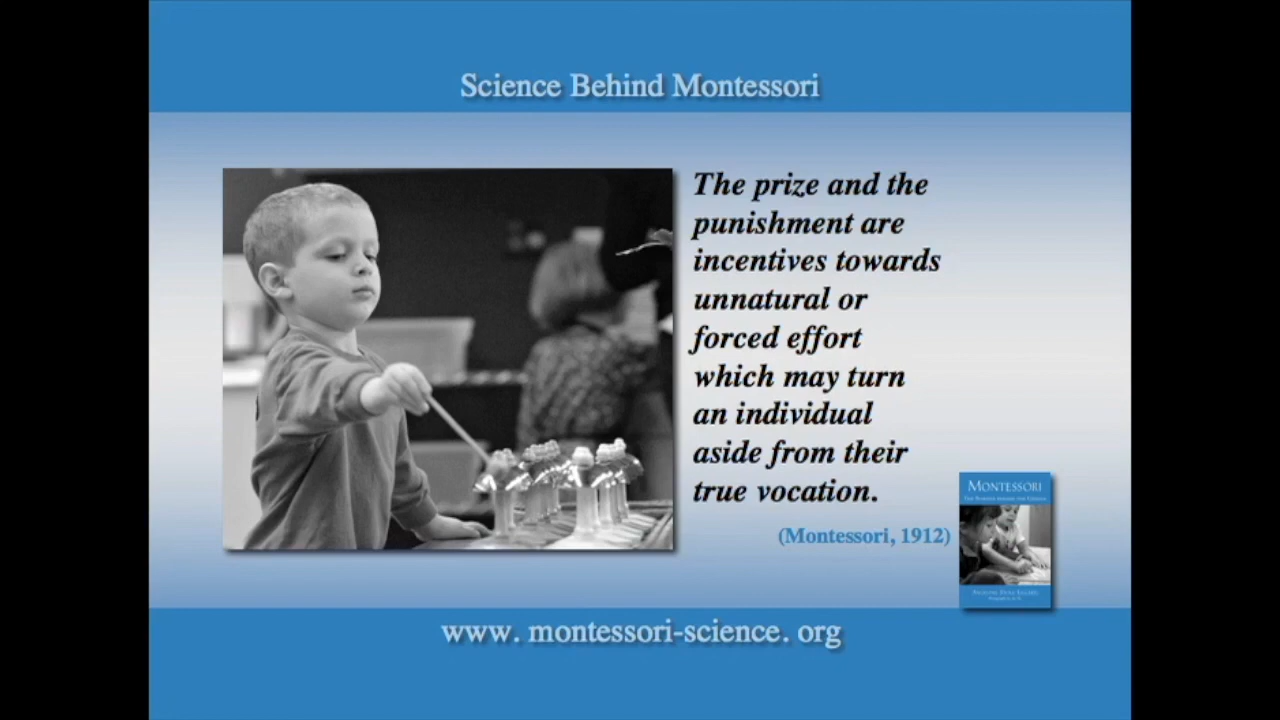 Science Behind Montessori
The prize and the
punishment are
incentives towards
unnatural or
forced effort
which may turn
an individual
aside from their
true vocation.
(Montessori, 1912)
MONTESSORI
www. montessori-science. org